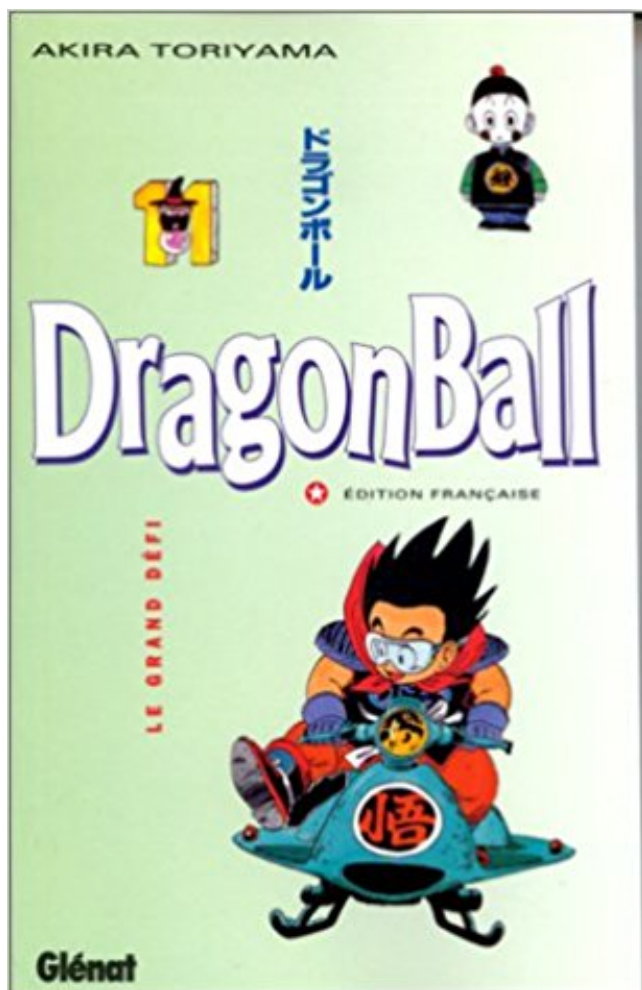 AKIRA TORIYAMA
11
ドラゴンボール
DragonBall
ÉDITION FRANÇAISE
LE GRAND DÉFI
悟
Glénat